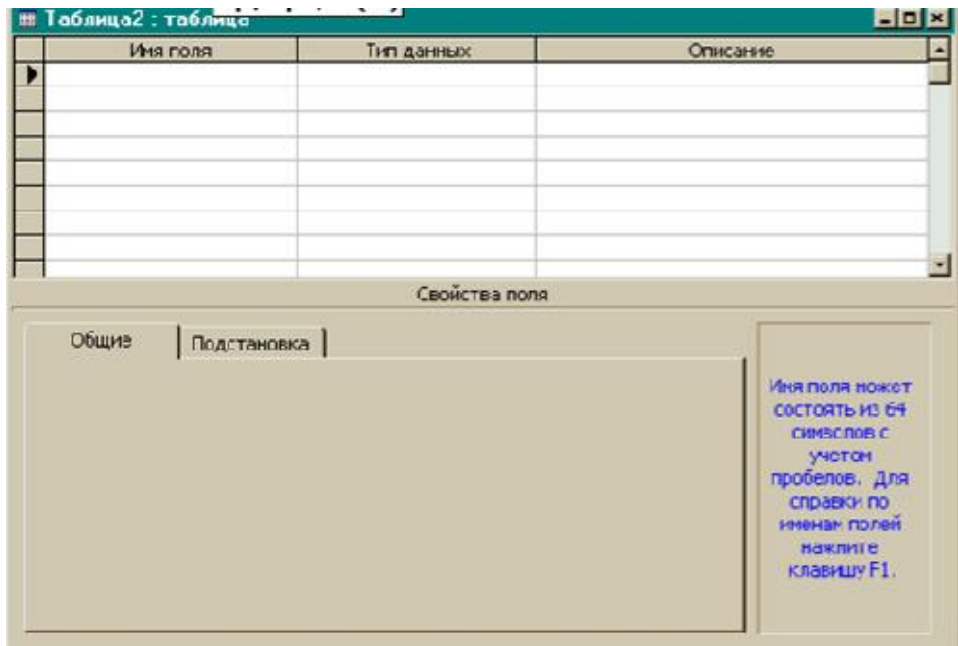 Таблица2 : таблица
Имя поля Тип данных Описание
Свойства поля
Общие Подстановка
Имя поля может
состоять из 64
символов с
учетом
пробелов. Для
справки по
именам полей
нажмите
клавишу F1.